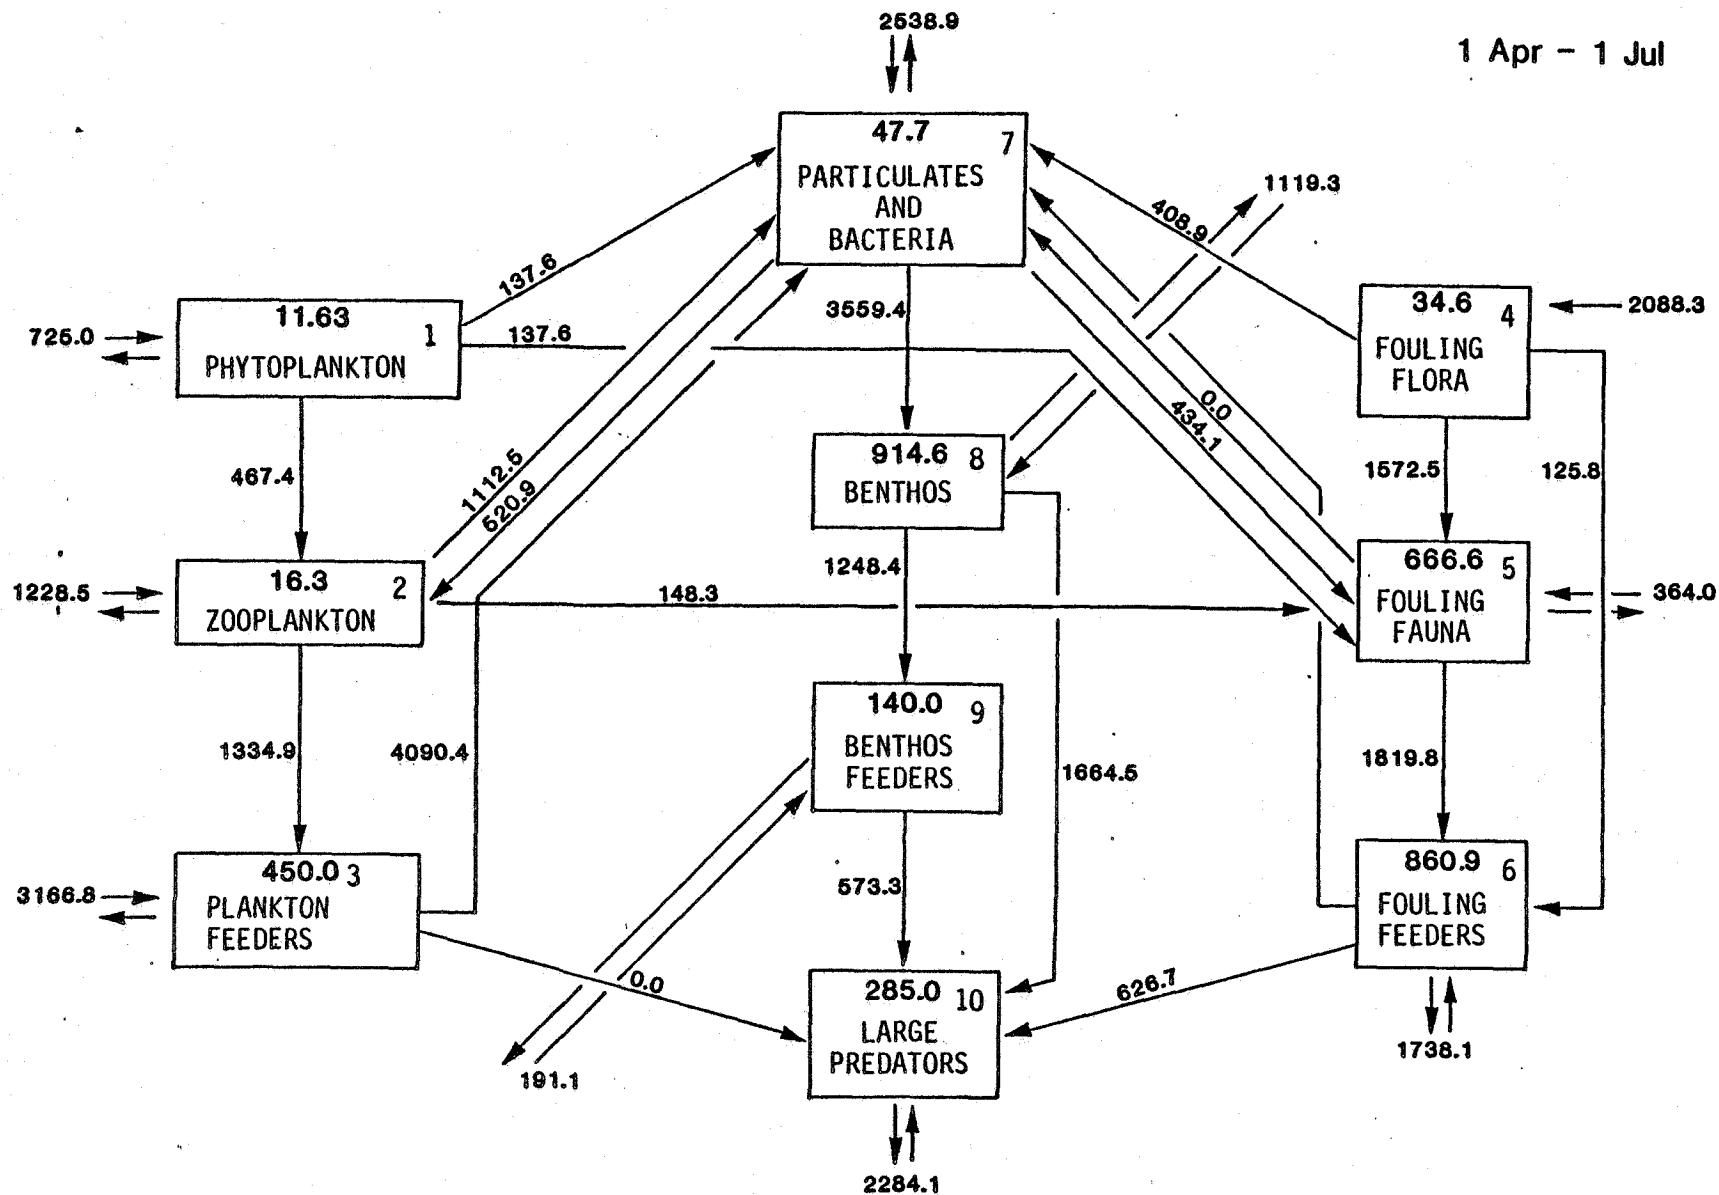 2538.9
1 Apr - 1 Jul
47.7 7
PARTICULATES
AND
BACTERIA
1119.3
408.9
137.6
11.63 1
PHYTOPLANKTON
725.0
137.6
3559.4
34.6 4
FOULING
FLORA
2088.3
467.4
1112.5
520.9
914.6 8
BENTHOS
0.0
434.1
1572.5
125.8
16.3 2
ZOOPLANKTON
1228.5
148.3
1248.4
666.6 5
FOULING
FAUNA
364.0
1334.9
4090.4
140.0 9
BENTHOS
FEEDERS
1664.5
1819.8
450.0 3
PLANKTON
FEEDERS
3166.8
573.3
860.9 6
FOULING
FEEDERS
0.0
285.0 10
LARGE
PREDATORS
626.7
1738.1
191.1
2284.1